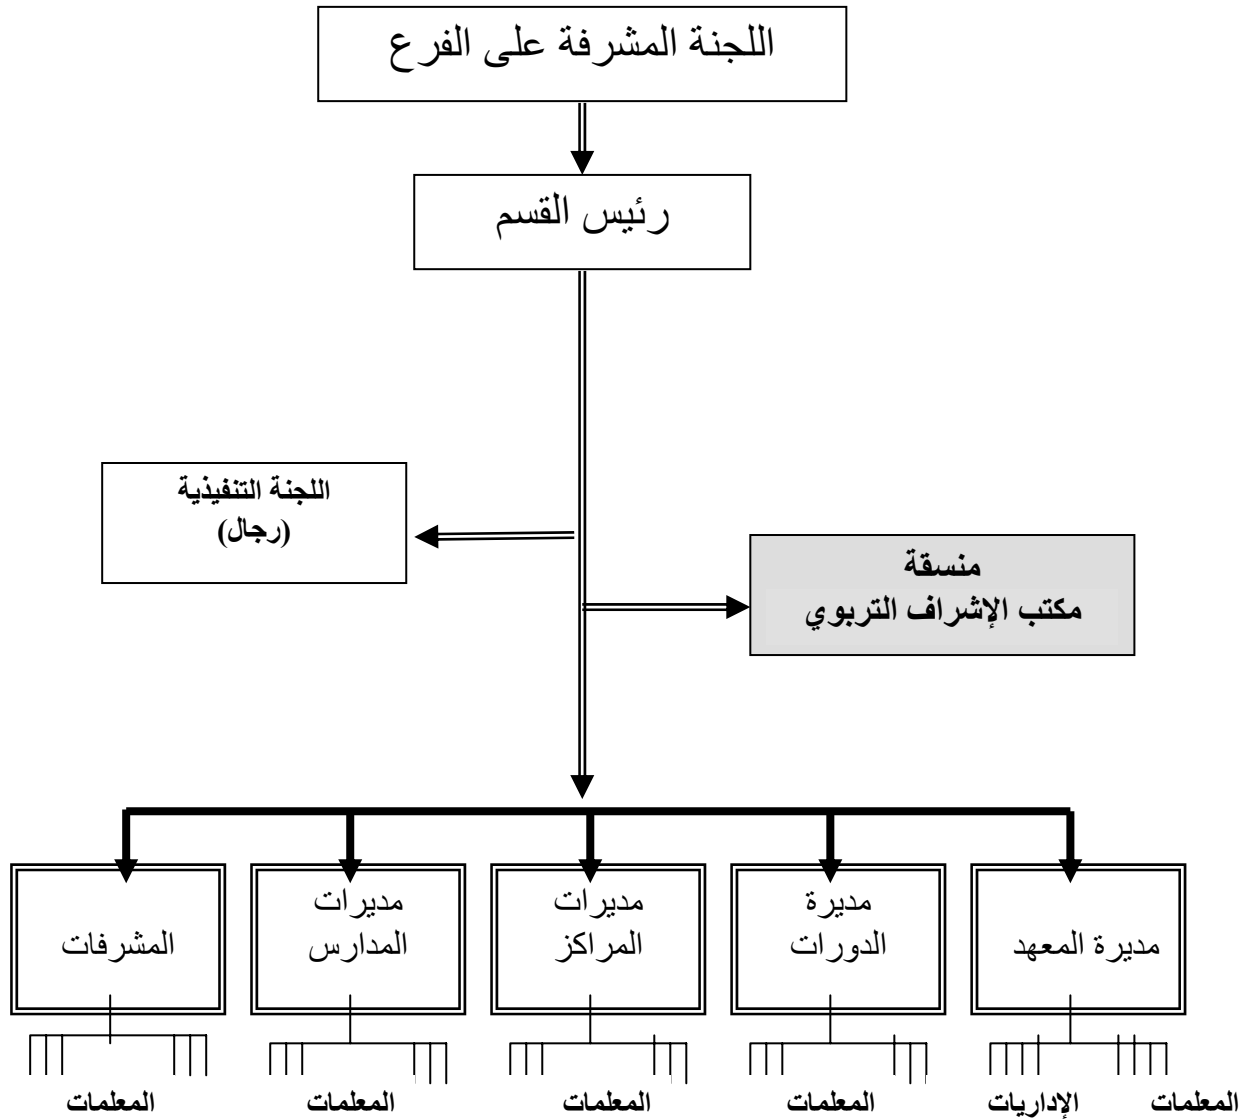 اللجنة المشرفة على الفرع
رئيس القسم
اللجنة التنفيذية
(رجال)
منسقة
مكتب الإشراف التربوي
مديرة المعهد
مديرة
الدورات
مديرات
المراكز
مديرات
المدارس
المشرفات
المعلمات
الإداريات
المعلمات
المعلمات
المعلمات
المعلمات